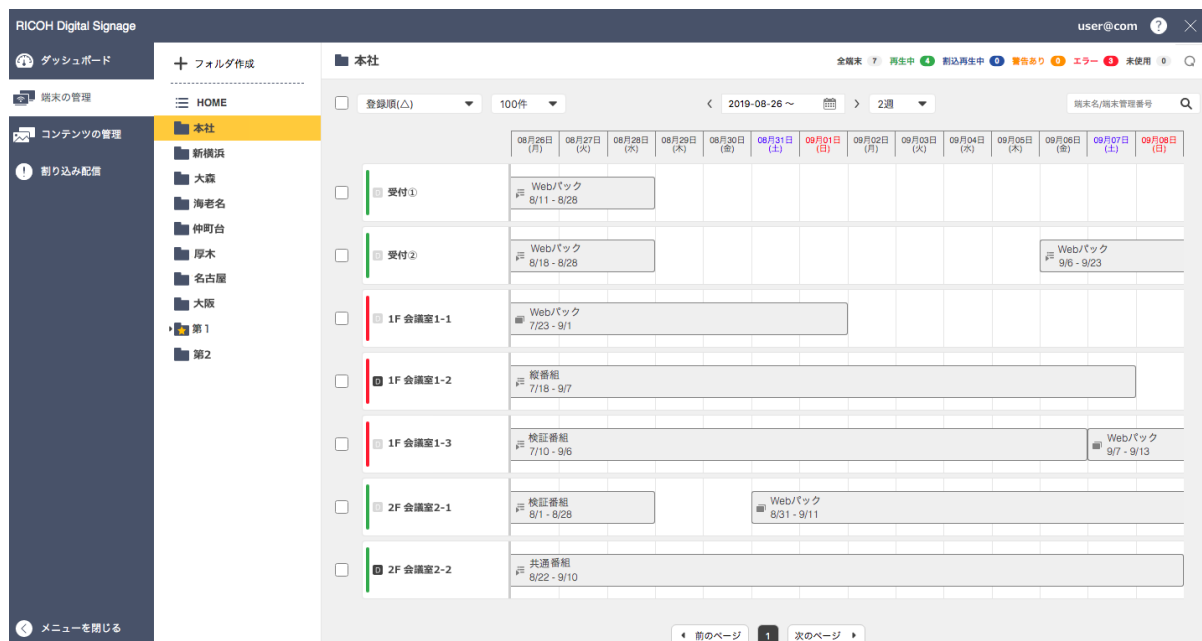 RICOH Digital Signage
user@com ?
ダッシュボード
端末の管理
コンテンツの管理
割り込み配信
メニューを閉じる
フォルダ作成
HOME
本社
新横浜
大森
海老名
仲町台
厚木
名古屋
大阪
第1
第2
本社
全端末 7 再生中 4 割込再生中 0 警告あり 0 エラー 3 未使用 0
登録順(△) 100件 2019-08-26 ~ 2週 端末名/端末管理番号
08月26日 08月27日 08月28日 08月29日 08月30日 08月31日 09月01日 09月02日 09月03日 09月04日 09月05日 09月06日 09月07日 09月08日
(月) (火) (水) (木) (金) (土) (日) (月) (火) (水) (木) (金) (土) (日)
D 受付①
Webパック
8/11 - 8/28
D 受付②
Webパック
8/18 - 8/28
Webパック
9/6 - 9/23
D 1F 会議室1-1
Webパック
7/23 - 9/1
D 1F 会議室1-2
縦番組
7/18 - 9/7
D 1F 会議室1-3
検証番組
7/10 - 9/6
Webパック
9/7 - 9/13
D 2F 会議室2-1
検証番組
8/1 - 8/28
Webパック
8/31 - 9/11
D 2F 会議室2-2
共通番組
8/22 - 9/10
前のページ 1 次のページ